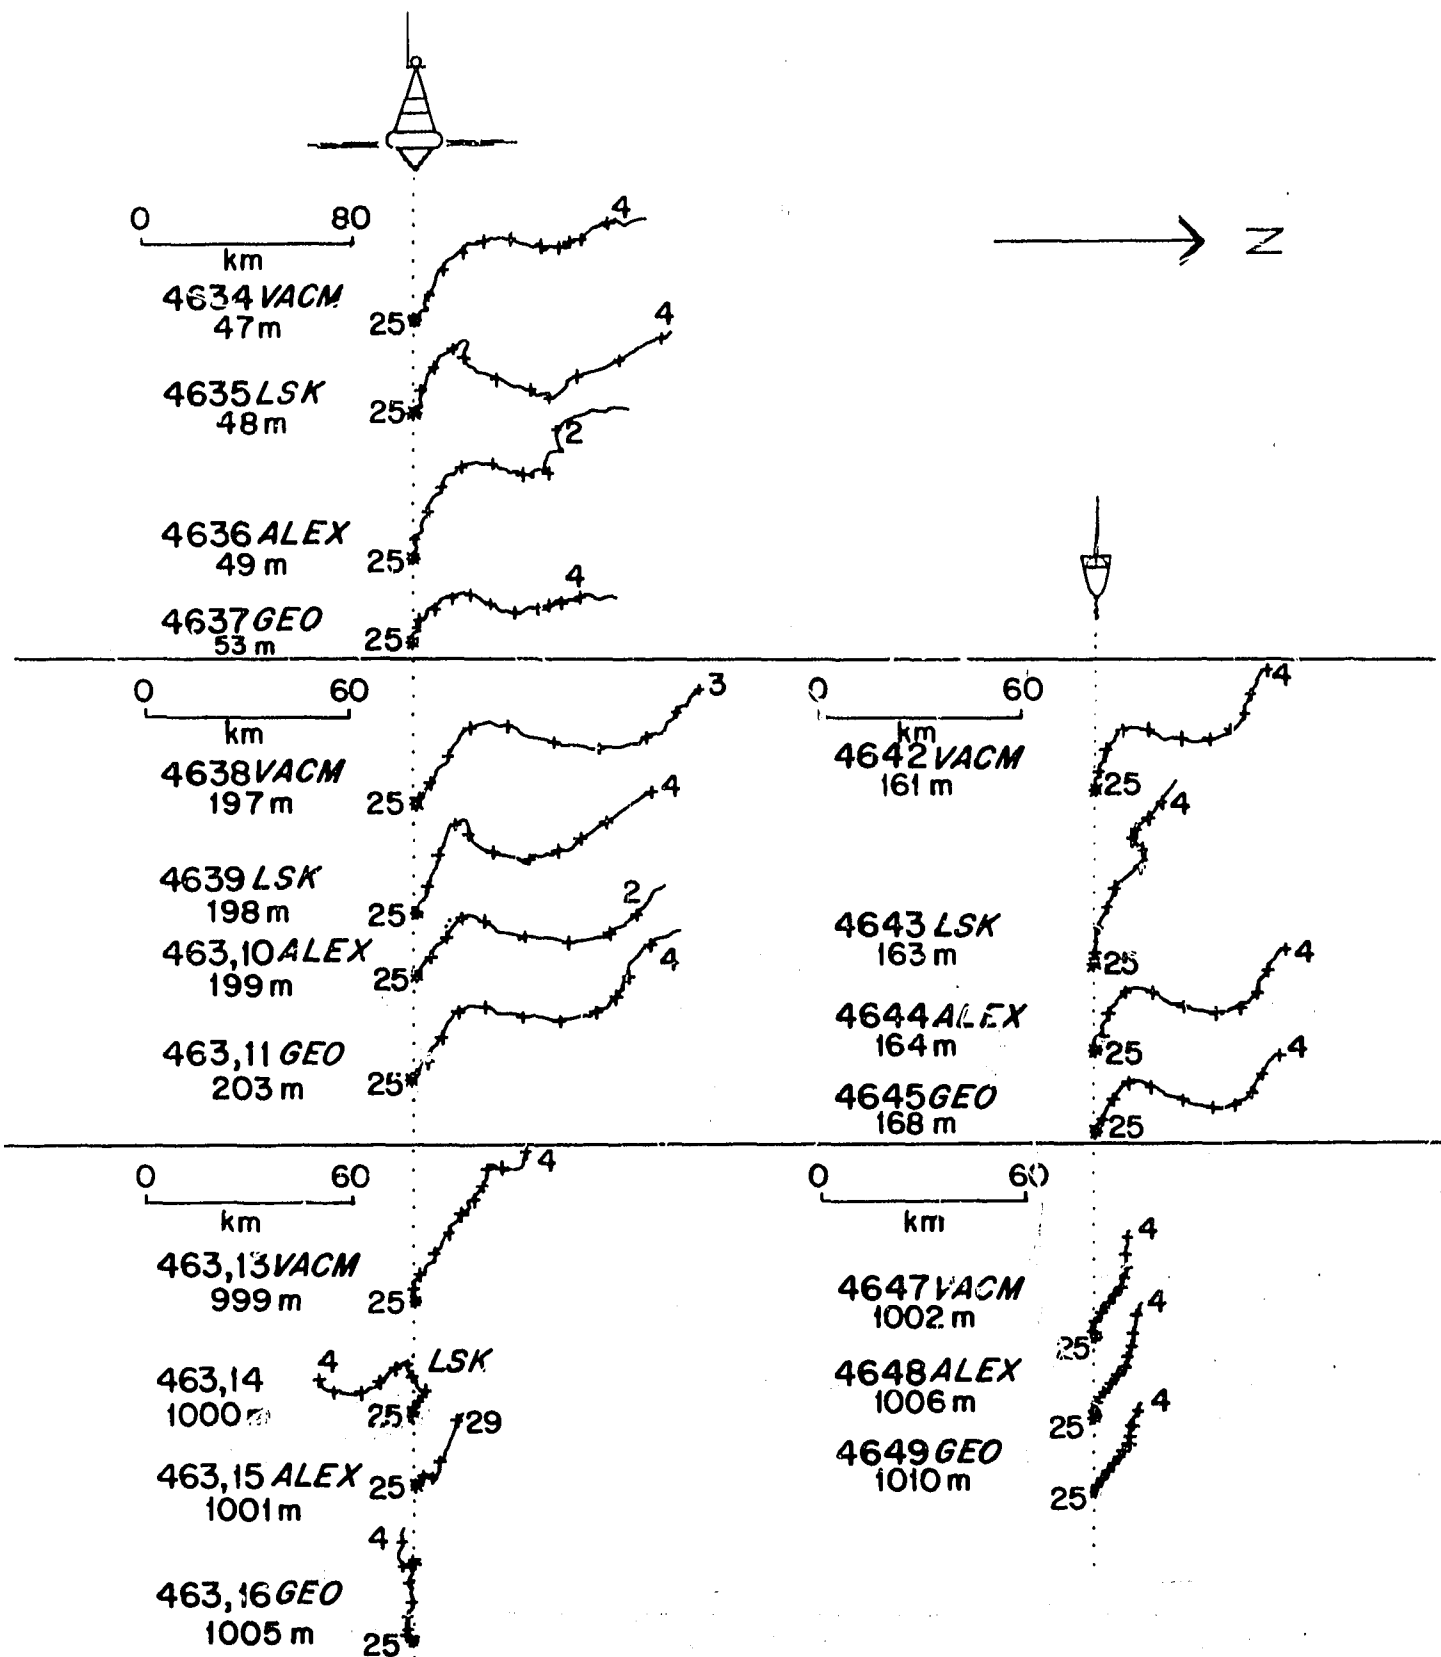 0 80
km
N
4634 VACM
47 m
25
4
4635 LSK
48 m
25
4
4636 ALEX
49 m
25
2
4637 GEO
53 m
25
4
0 60
km
4638 VACM
197 m
25
3
4639 LSK
198 m
25
4
463,10 ALEX
199 m
25
2
463,11 GEO
203 m
25
4
0 60
km
4642 VACM
161 m
25
4
4643 LSK
163 m
25
4
4644 ALEX
164 m
25
4
4645 GEO
168 m
25
4
0 60
km
463,13 VACM
999 m
25
4
463,14 LSK
1000 m
25
4
463,15 ALEX
1001 m
25
29
463,16 GEO
1005 m
25
4
0 60
km
4647 VACM
1002 m
25
4
4648 ALEX
1006 m
25
4
4649 GEO
1010 m
25
4